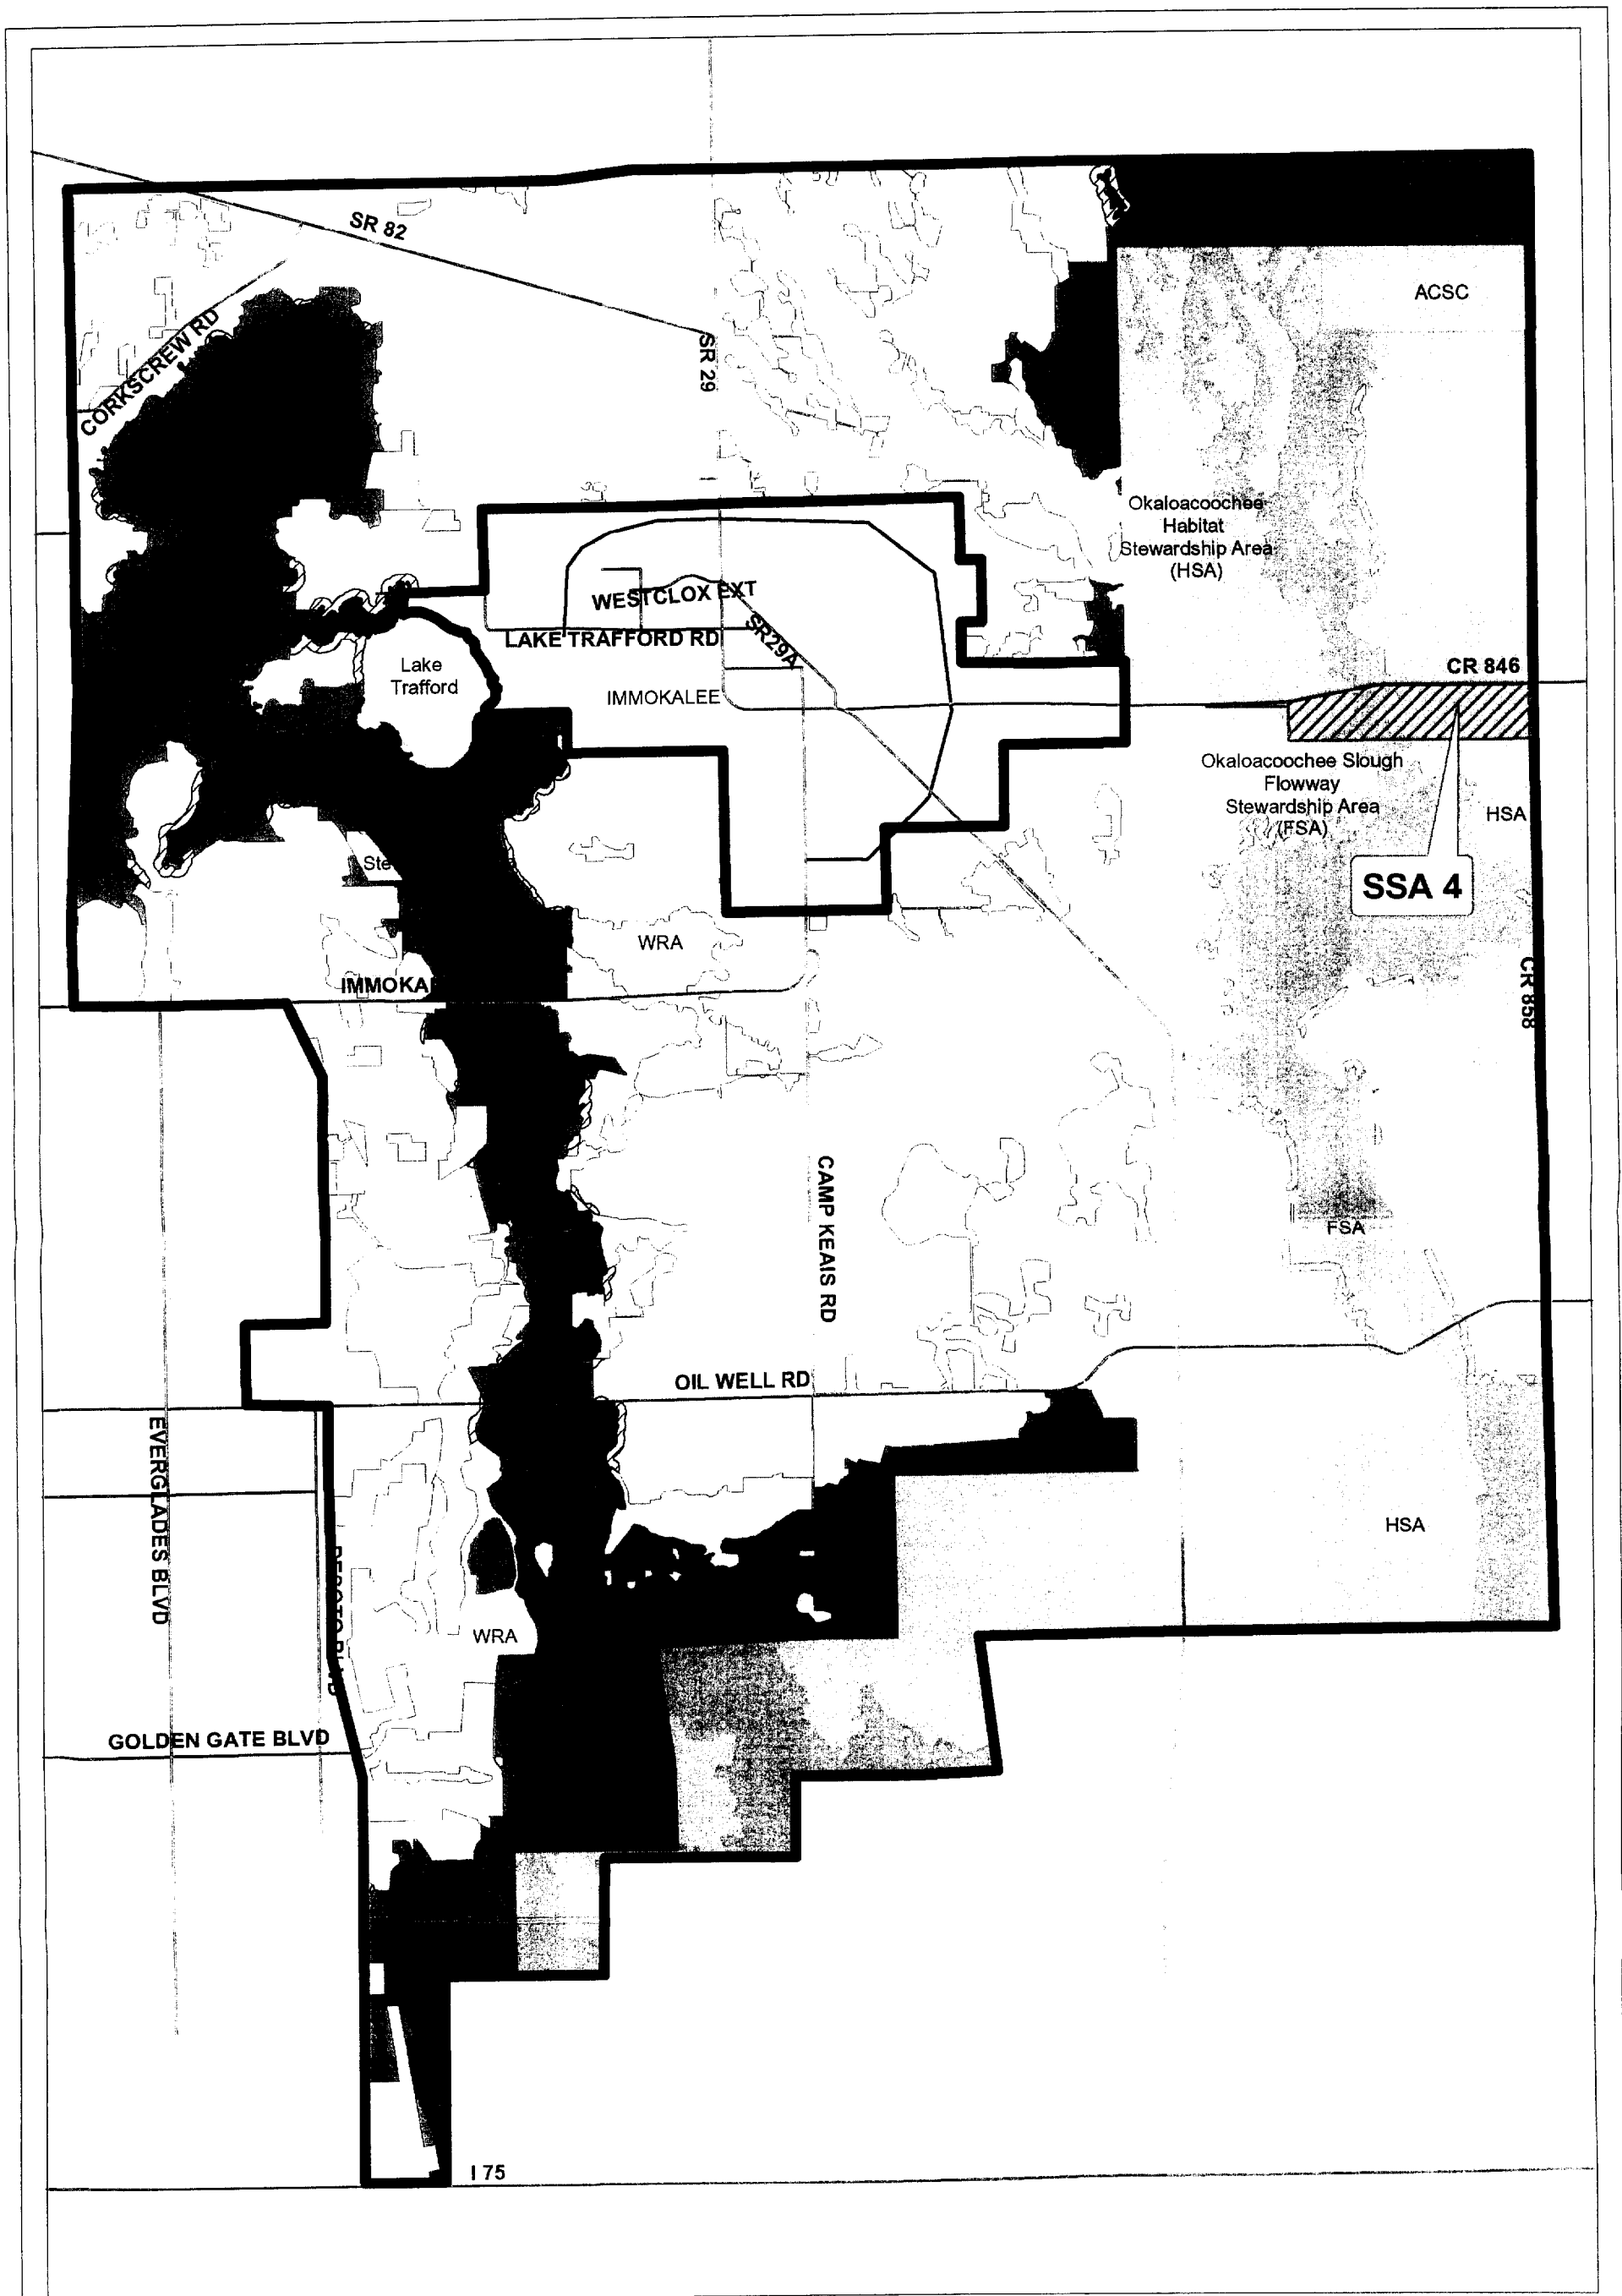 SR 82
ACSC
CORKSCREW RD
SR 29
Okaloacoochee
Habitat
Stewardship Area
(HSA)
WESTCLOX EXT
LAKE TRAFFORD RD
SR29A
Lake
Trafford
IMMOKALEE
CR 846
Okaloacoochee Slough
Flowway
Stewardship Area
(FSA)
HSA
Ste
SSA 4
WRA
IMMOKA
CR 858
CAMP KEAIS RD
FSA
OIL WELL RD
EVERGLADES BLVD
HSA
WRA
GOLDEN GATE BLVD
I 75